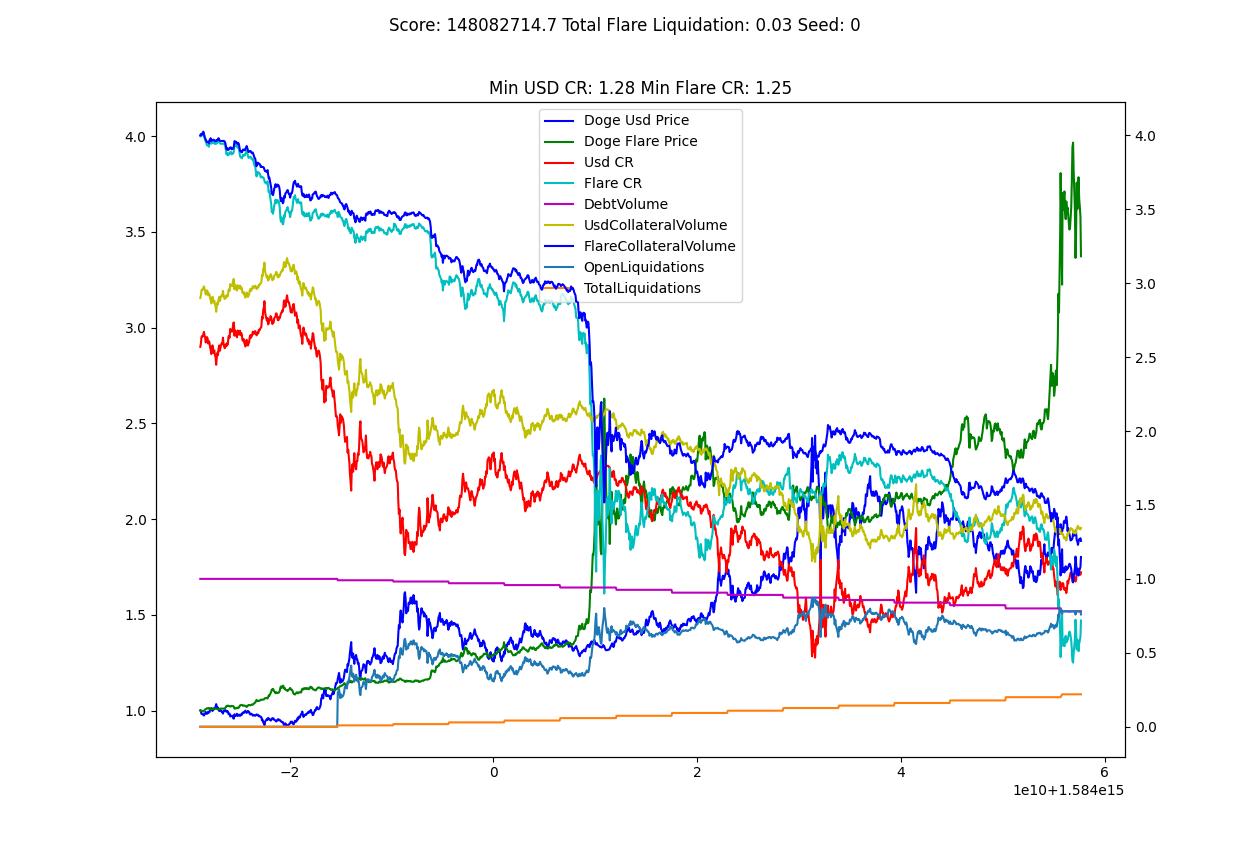 Score: 148082714.7 Total Flare Liquidation: 0.03 Seed: 0
Min USD CR: 1.28 Min Flare CR: 1.25
Doge Usd Price
Doge Flare Price
Usd CR
Flare CR
DebtVolume
UsdCollateralVolume
FlareCollateralVolume
OpenLiquidations
TotalLiquidations
4.0
3.5
3.0
2.5
2.0
1.5
1.0
4.0
3.5
3.0
2.5
2.0
1.5
1.0
0.5
0.0
−2 0 2 4 6
1e10+1.584e15